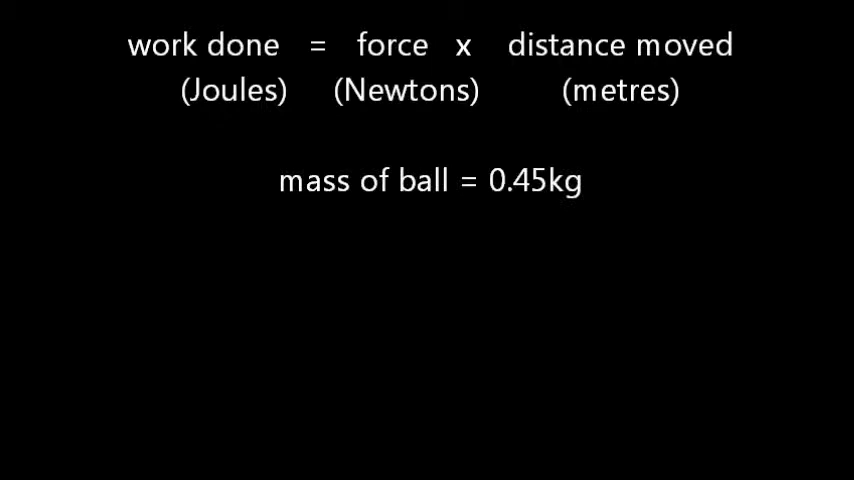 work done = force x distance moved
(Joules) (Newtons) (metres)
mass of ball = 0.45kg